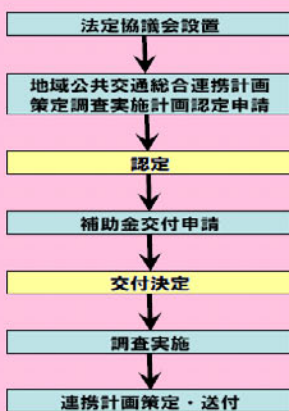 法定協議会設置
地域公共交通総合連携計画
策定調査実施計画認定申請
認定
補助金交付申請
交付決定
調査実施
連携計画策定・送付